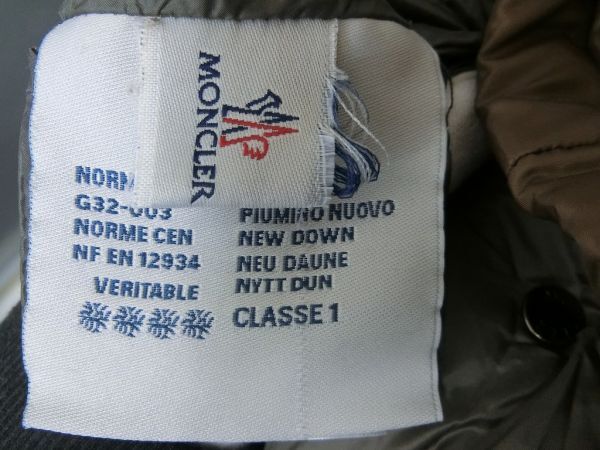 MONCLER
NORM
G32-003
NORME CEN
NF EN 12934
VERITABLE
PIUMINO NUOVO
NEW DOWN
NEU DAUNE
NYTT DUN
CLASSE 1